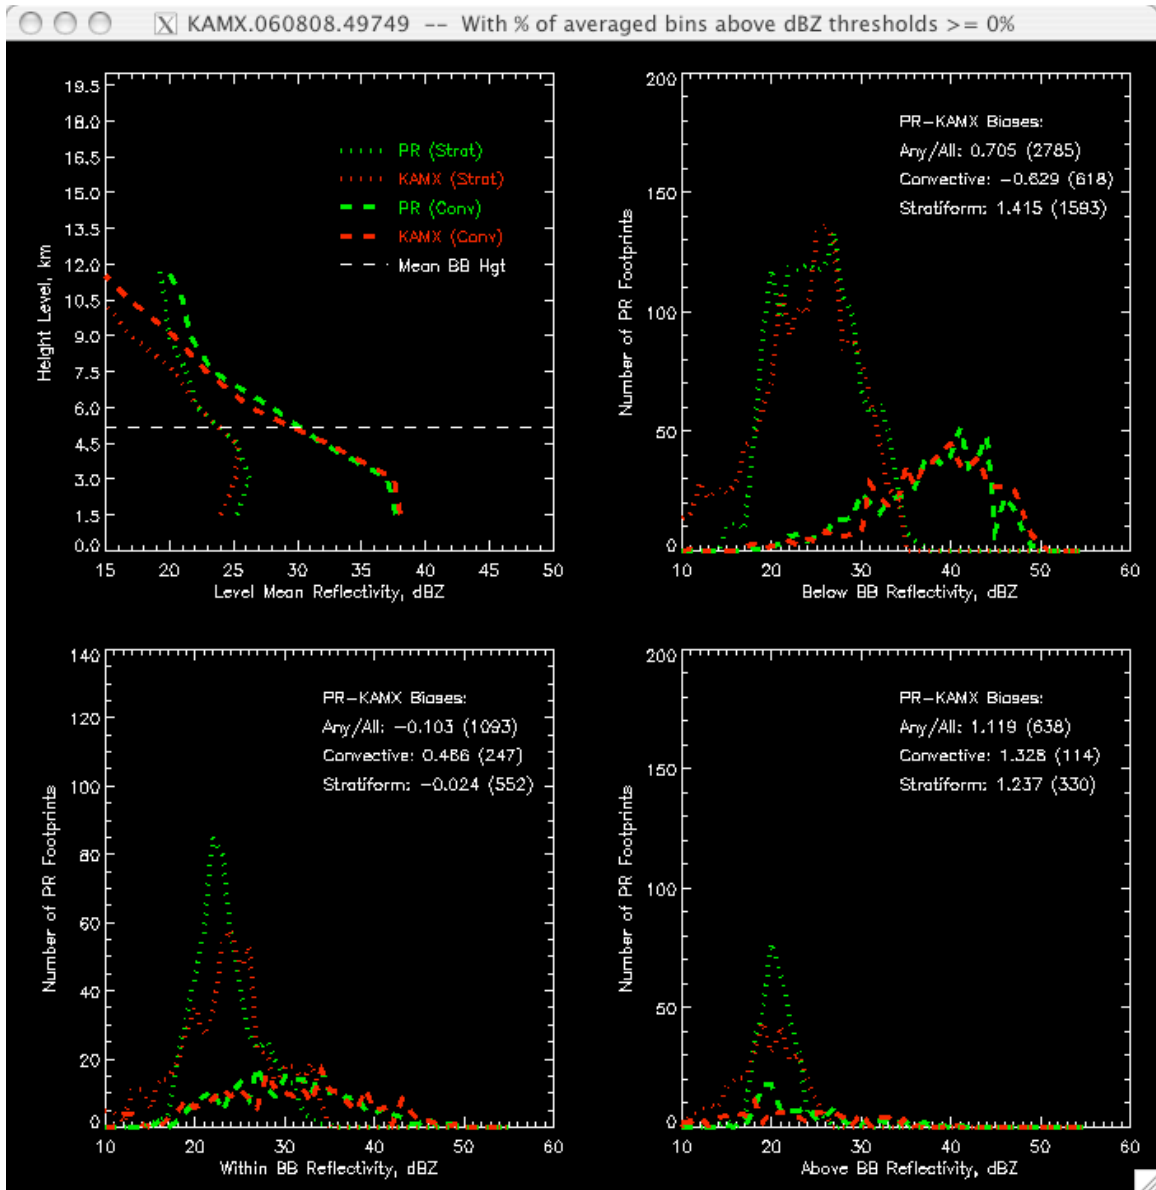 KAMX.060808.49749 -- With % of averaged bins above dBZ thresholds >= 0%
19.5
18.0
16.5
15.0
13.5
12.0
10.5
9.0
7.5
6.0
4.5
3.0
1.5
0.0
Height Level, km
PR (Strat)
KAMX (Strat)
PR (Conv)
KAMX (Conv)
Mean BB Hgt
15 20 25 30 35 40 45 50
Level Mean Reflectivity, dBZ
200
150
100
50
0
Number of PR Footprints
PR-KAMX Biases:
Any/All: 0.705 (2785)
Convective: -0.629 (618)
Stratiform: 1.415 (1593)
10 20 30 40 50 60
Below BB Reflectivity, dBZ
140
120
100
80
60
40
20
0
Number of PR Footprints
PR-KAMX Biases:
Any/All: -0.103 (1093)
Convective: 0.466 (247)
Stratiform: -0.024 (552)
10 20 30 40 50 60
Within BB Reflectivity, dBZ
200
150
100
50
0
Number of PR Footprints
PR-KAMX Biases:
Any/All: 1.119 (638)
Convective: 1.328 (114)
Stratiform: 1.237 (330)
10 20 30 40 50 60
Above BB Reflectivity, dBZ